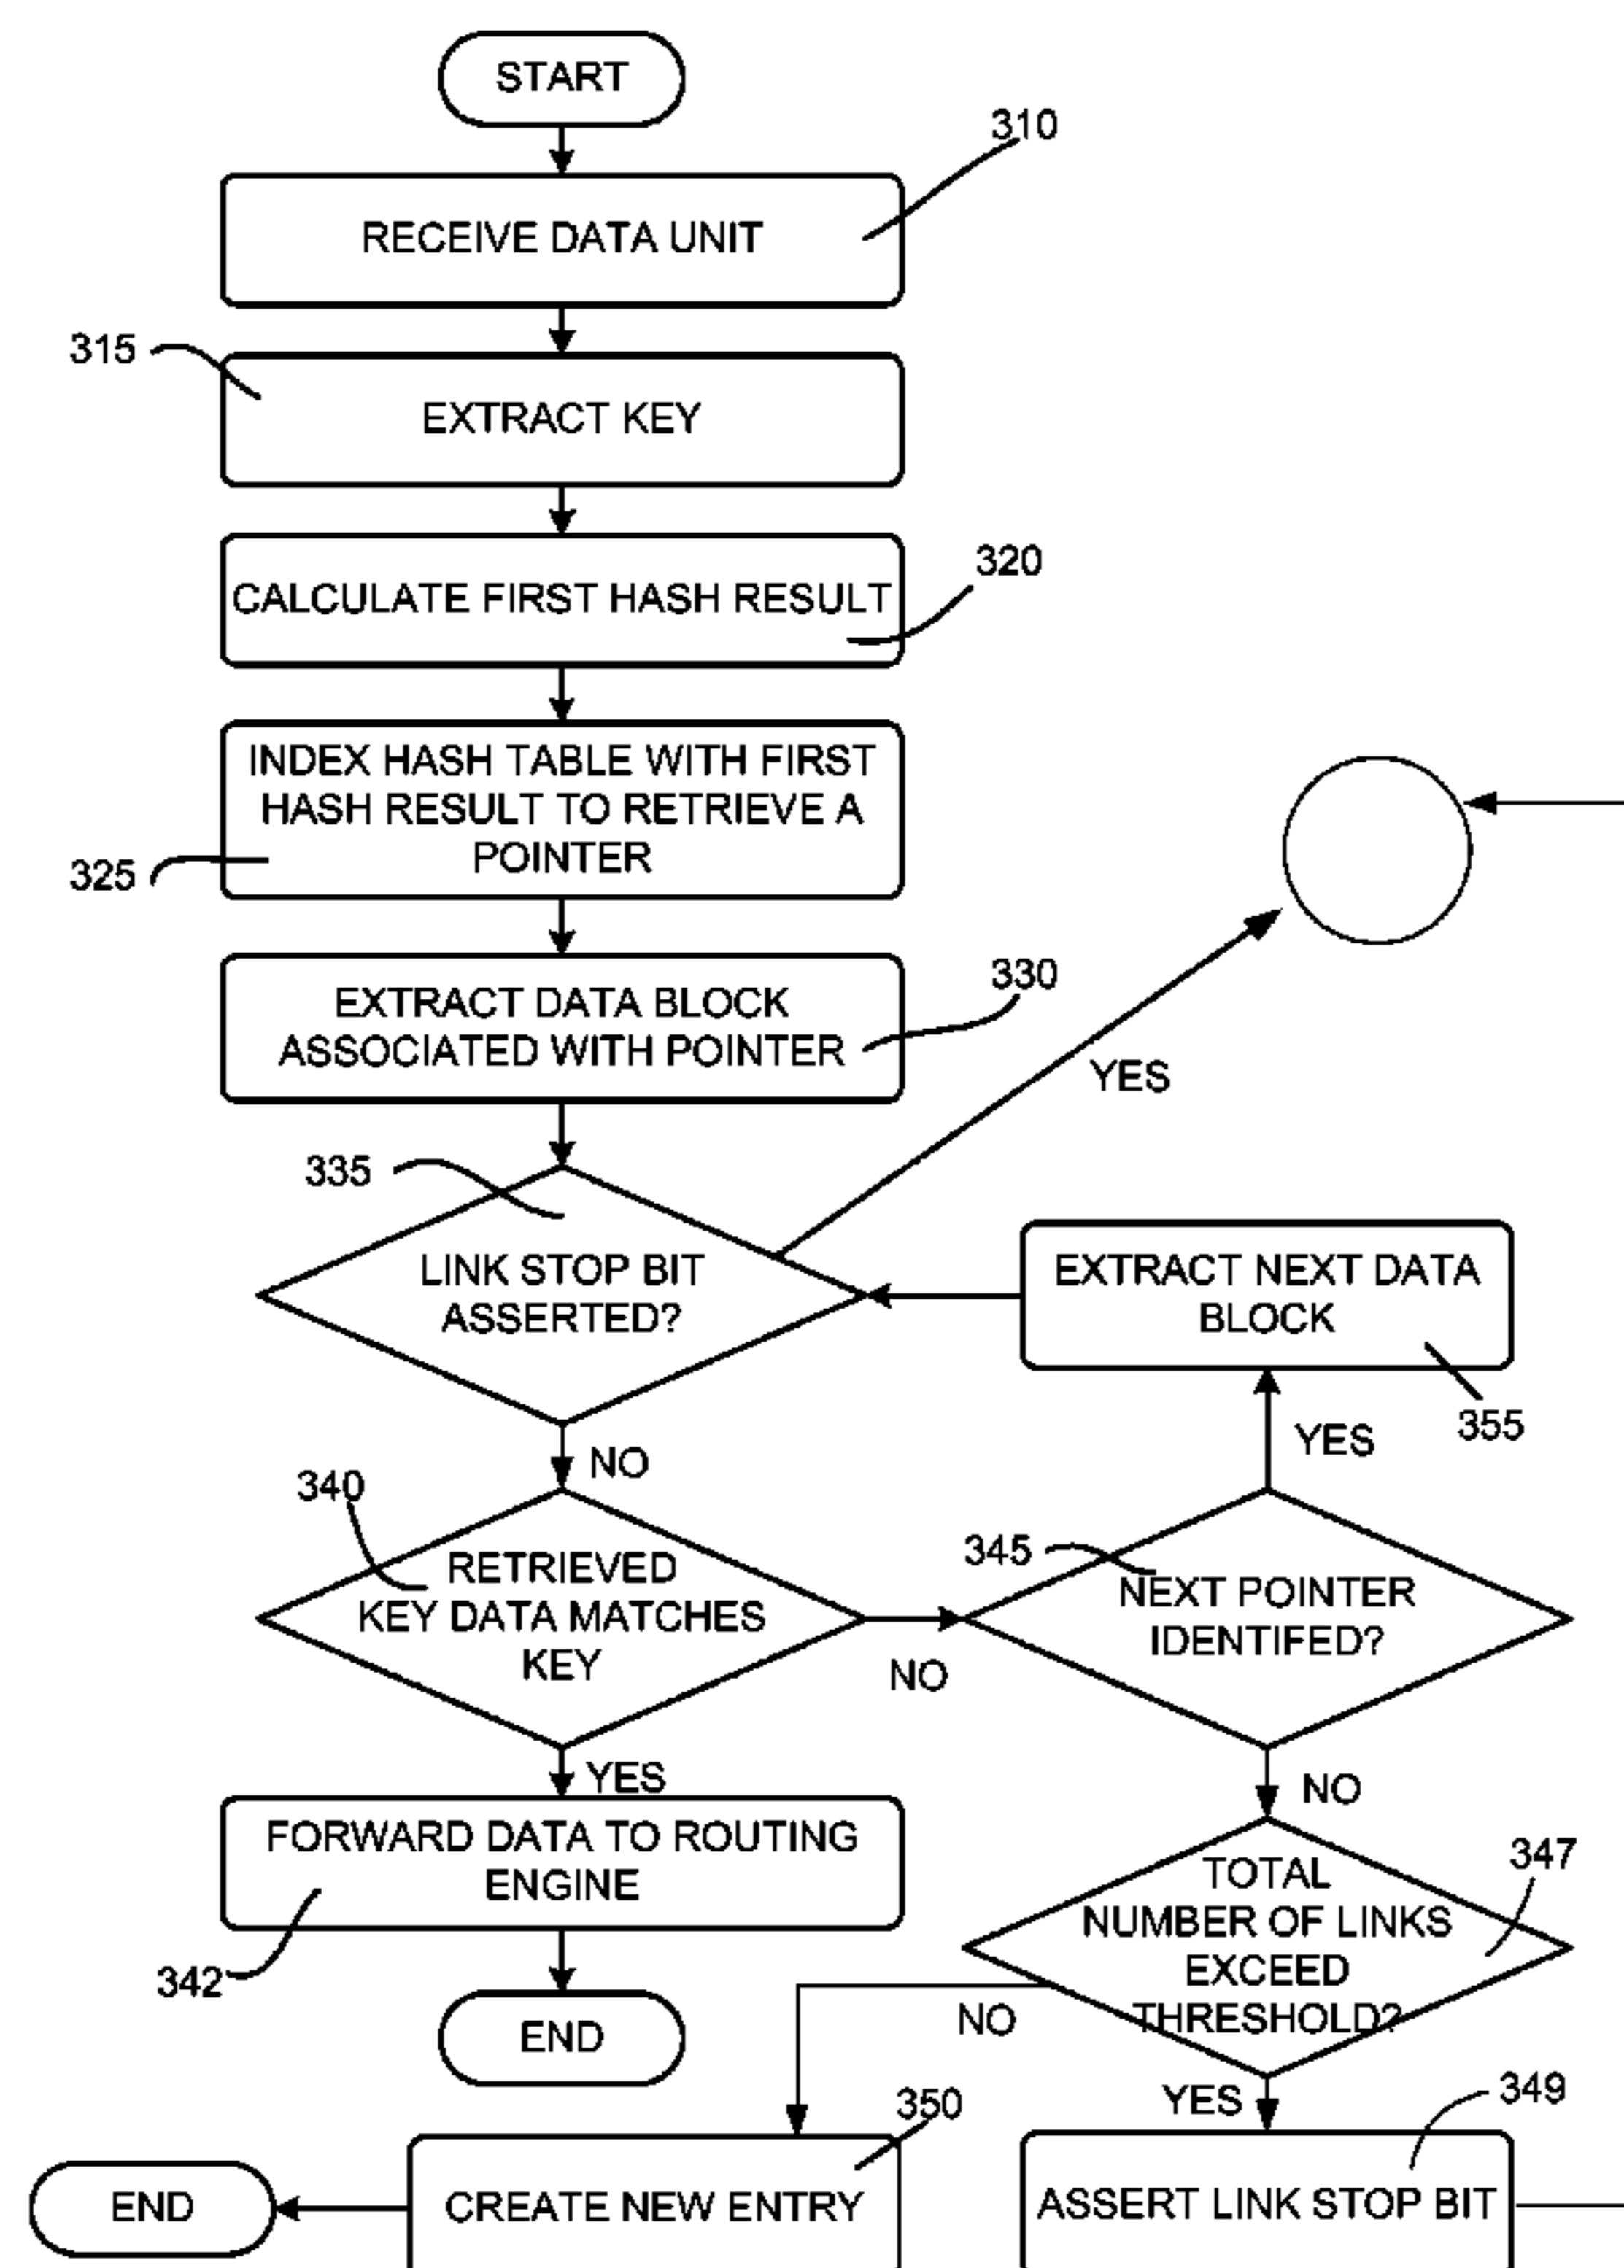 START
310
RECEIVE DATA UNIT
315
EXTRACT KEY
320
CALCULATE FIRST HASH RESULT
INDEX HASH TABLE WITH FIRST
HASH RESULT TO RETRIEVE A
POINTER
325
330
EXTRACT DATA BLOCK
ASSOCIATED WITH POINTER
YES
335
LINK STOP BIT
ASSERTED?
EXTRACT NEXT DATA
BLOCK
355
YES
NO
340
RETRIEVED
KEY DATA MATCHES
KEY
NO
345
NEXT POINTER
IDENTIFED?
NO
YES
FORWARD DATA TO ROUTING
ENGINE
342
END
347
TOTAL
NUMBER OF LINKS
EXCEED
THRESHOLD?
NO
YES
349
350
END
CREATE NEW ENTRY
ASSERT LINK STOP BIT